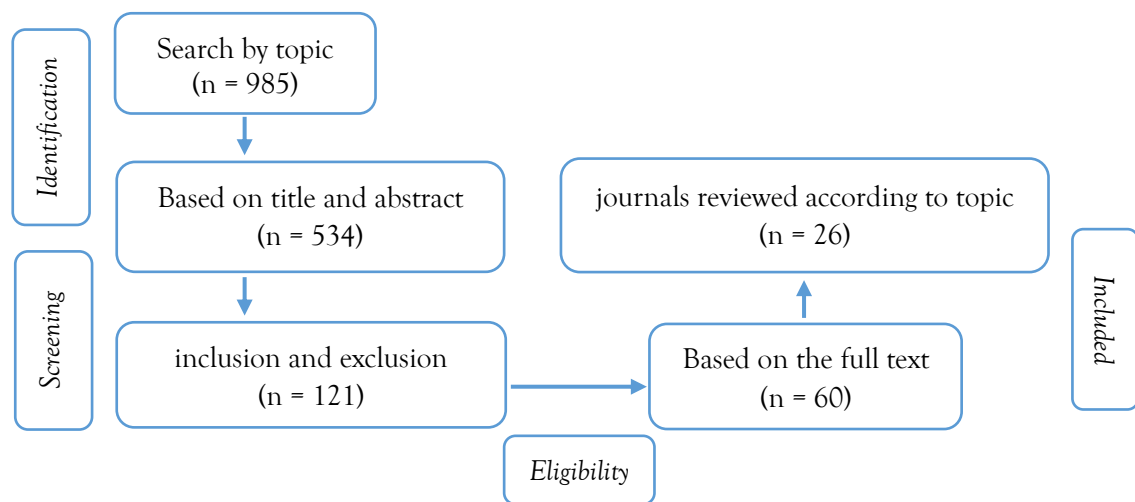 Identification
Search by topic
(n = 985)
Based on title and abstract
(n = 534)
Screening
inclusion and exclusion
(n = 121)
Eligibility
Based on the full text
(n = 60)
journals reviewed according to topic
(n = 26)
Included